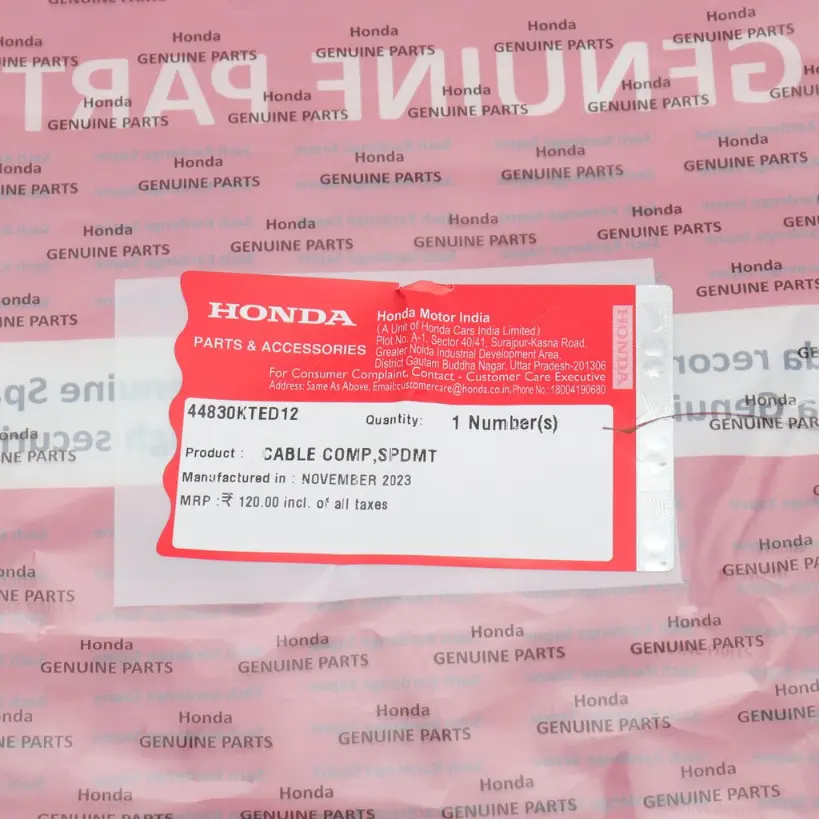 Honda
GENUINE PARTS
GENUINE PART
HONDA
PARTS & ACCESSORIES
Honda Motor India
(A Unit of Honda Cars India Limited)
Plot No. A-1, Sector 40/41, Surajpur-Kasna Road,
Greater Noida Industrial Development Area,
District Gautam Buddha Nagar, Uttar Pradesh-201306
For Consumer Complaint, Contact - Customer Care Executive
Address: Same As Above, Email:customercare@honda.co.in,Phone No.:18004190680
HONDA
44830KTED12
Quantity: 1 Number(s)
Product : CABLE COMP,SPDMT
Manufactured in : NOVEMBER 2023
MRP :₹ 120.00 incl. of all taxes